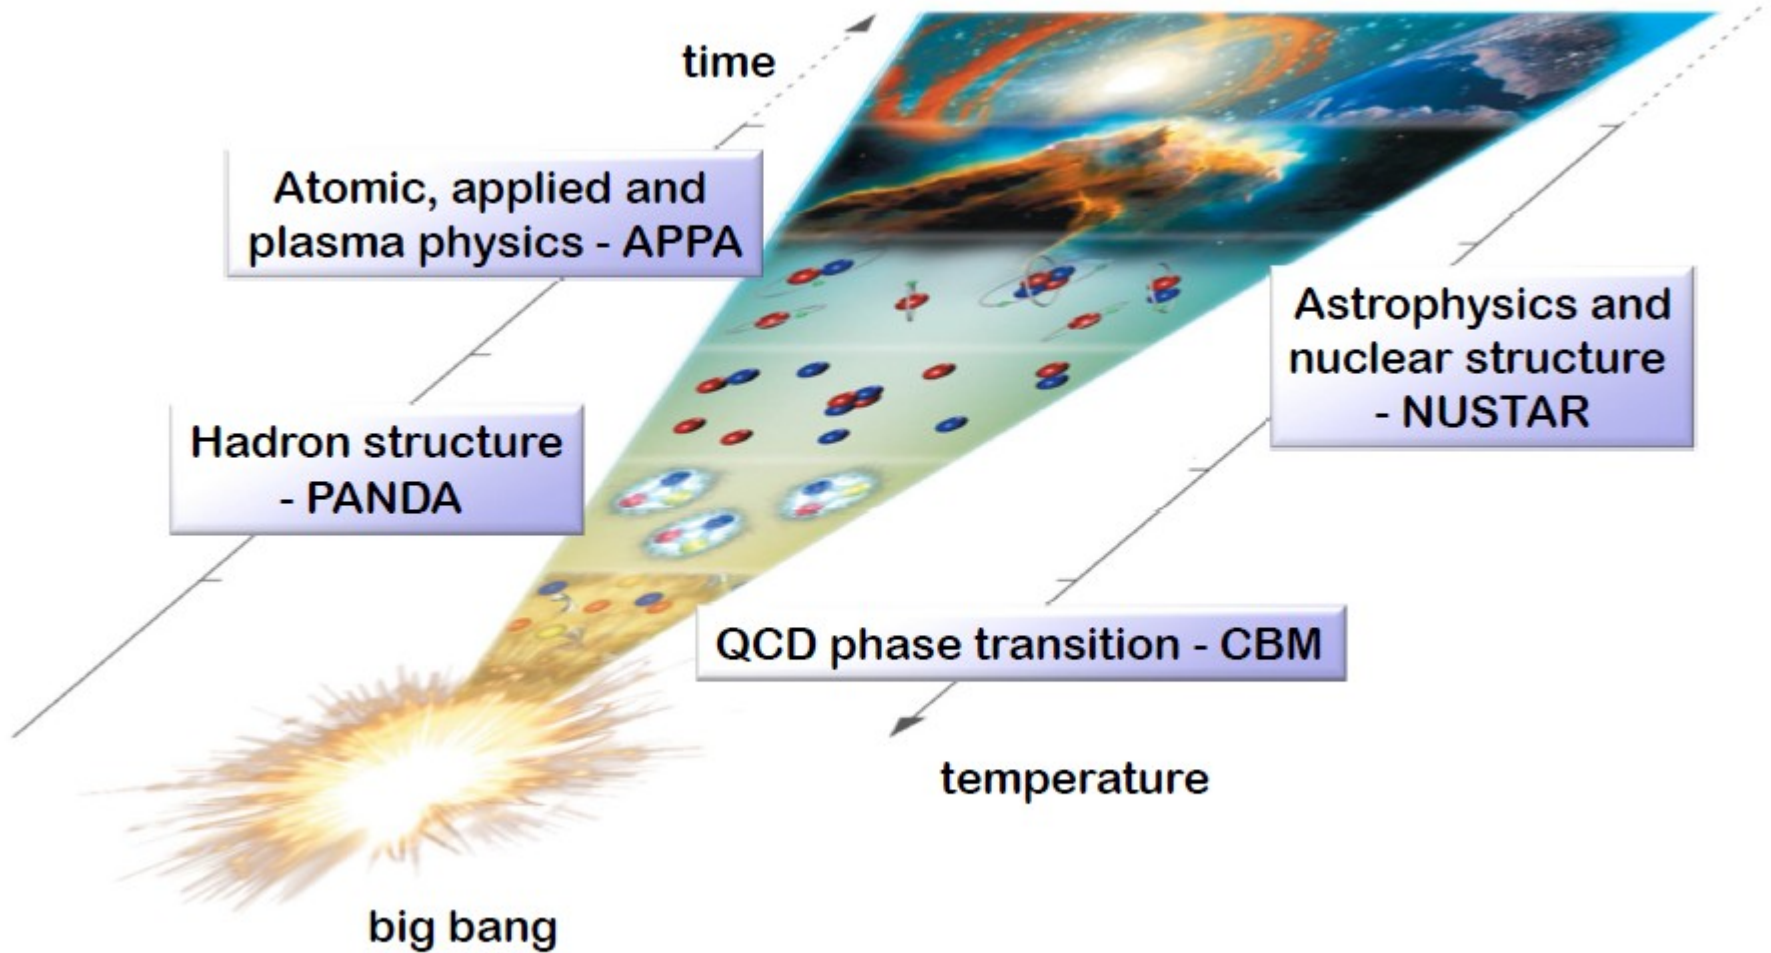 time
Atomic, applied and
plasma physics - APPA
Astrophysics and
nuclear structure
- NUSTAR
Hadron structure
- PANDA
QCD phase transition - CBM
temperature
big bang